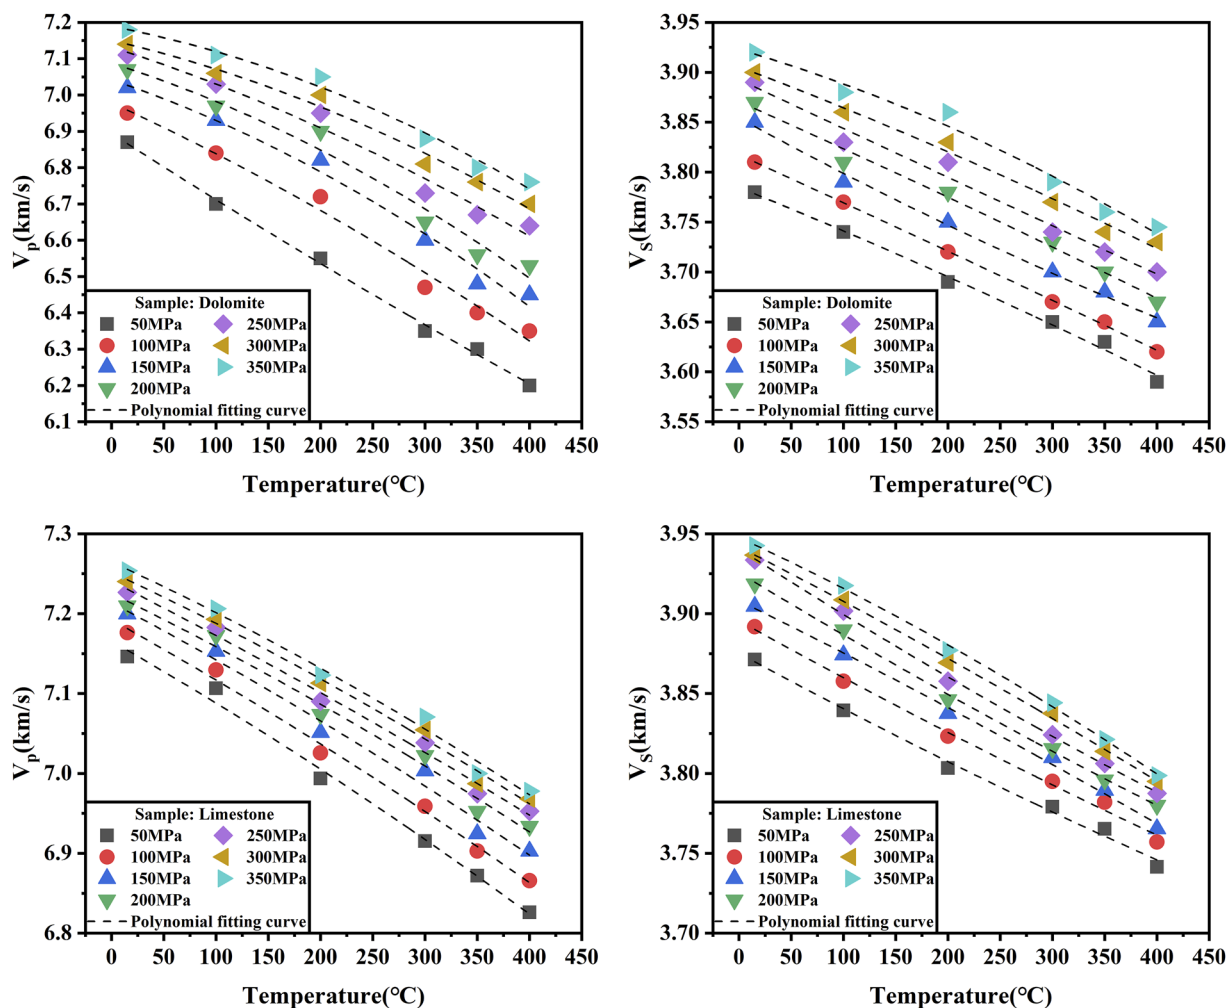 7.2
7.1
7.0
6.9
6.8
6.7
6.6
6.5
6.4
6.3
6.2
6.1
Vp(km/s)
Sample: Dolomite
50MPa 250MPa
100MPa 300MPa
150MPa 350MPa
200MPa
Polynomial fitting curve
0 50 100 150 200 250 300 350 400 450
Temperature(℃)
3.95
3.90
3.85
3.80
3.75
3.70
3.65
3.60
3.55
VS(km/s)
Sample: Dolomite
50MPa 250MPa
100MPa 300MPa
150MPa 350MPa
200MPa
Polynomial fitting curve
0 50 100 150 200 250 300 350 400 450
Temperature(℃)
7.3
7.2
7.1
7.0
6.9
6.8
Vp(km/s)
Sample: Limestone
50MPa 250MPa
100MPa 300MPa
150MPa 350MPa
200MPa
Polynomial fitting curve
0 50 100 150 200 250 300 350 400 450
Temperature(℃)
3.95
3.90
3.85
3.80
3.75
3.70
VS(km/s)
Sample: Limestone
50MPa 250MPa
100MPa 300MPa
150MPa 350MPa
200MPa
Polynomial fitting curve
0 50 100 150 200 250 300 350 400 450
Temperature(℃)